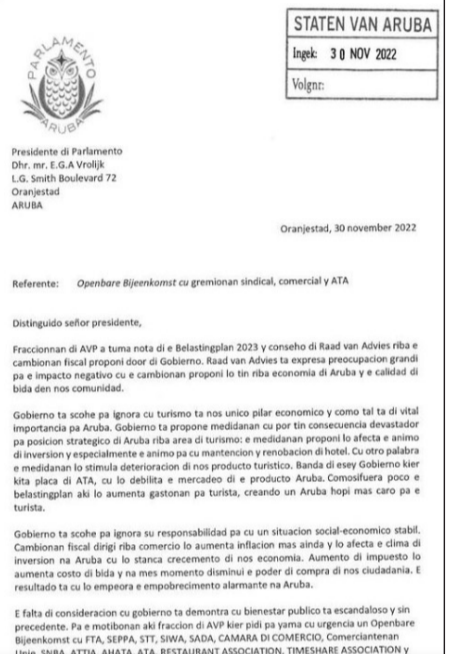 STATEN VAN ARUBA
Ingek: 30 NOV 2022
Volgnr:
PARLAMENTO
ARUBA
Presidente di Parlamento
Dhr. mr. E.G.A Vrolijk
L.G. Smith Boulevard 72
Oranjestad
ARUBA
Oranjestad, 30 november 2022
Referente: Openbare Bijeenkomst cu gremionan sindical, comercial y ATA
Distinguido señor presidente,
Fraccionnan di AVP a tuma nota di e Belastingplan 2023 y conseho di Raad van Advies riba e
cambionan fiscal proponi door di Gobierno. Raad van Advies ta expresa preocupacion grandi
pa e impacto negativo cu e cambionan proponi lo tin riba economia di Aruba y e calidad di
bida den nos comunidad.
Gobierno ta scohe pa ignora cu turismo ta nos unico pilar economico y como tal ta di vital
importancia pa Aruba. Gobierno ta propone medidanan cu por tin consecuencia devastador
pa posicion strategico di Aruba riba area di turismo: e medidanan proponi lo afecta e animo
di inversion y especialmente e animo pa cu mantencion y renobacion di hotel. Cu otro palabra
e medidanan lo stimula deterioracion di nos producto turistico. Banda di esey Gobierno kier
kita placa di ATA, cu lo debilita e mercadeo di e producto Aruba. Comosifuera poco e
belastingplan aki lo aumenta gastonan pa turista, creando un Aruba hopi mas caro pa e
turista.
Gobierno ta scohe pa ignora su responsabilidad pa cu un situacion social-economico stabil.
Cambionan fiscal dirigi riba comercio lo aumenta inflacion mas ainda y lo afecta e clima di
inversion na Aruba cu lo stanca crecemento di nos economia. Aumento di impuesto lo
aumenta costo di bida y na mes momento disminui e poder di compra di nos ciudadania. E
resultado ta cu lo empeora e empobrecimento alarmante na Aruba.
E falta di consideracion cu gobierno ta demontra cu bienestar publico ta escandaloso y sin
precedente. Pa e motibonan aki fraccion di AVP kier pidi pa yama cu urgencia un Openbare
Bijeenkomst cu FTA, SEPPA, STT, SIWA, SADA, CAMARA DI COMERCIO, Comerciantenan
Unie, SNBA, ATTIA, AHATA, ATA, RESTAURANT ASSOCIATION, TIMESHARE ASSOCIATION y